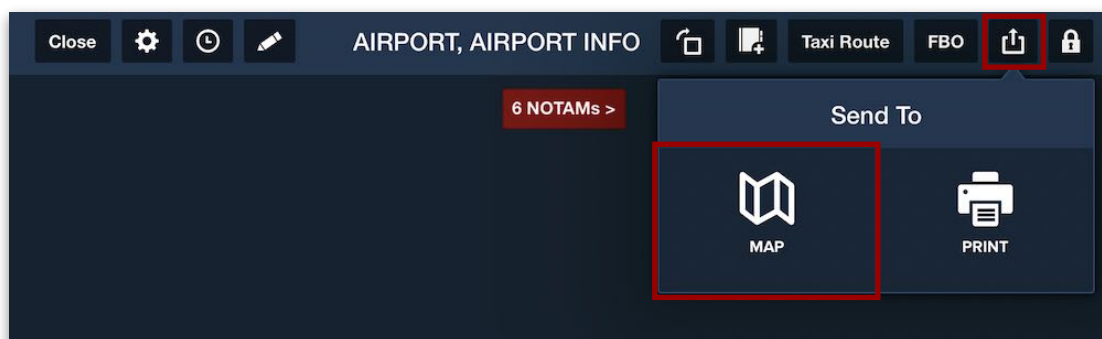 Close
AIRPORT, AIRPORT INFO
Taxi Route
FBO
6 NOTAMs >
Send To
MAP
PRINT